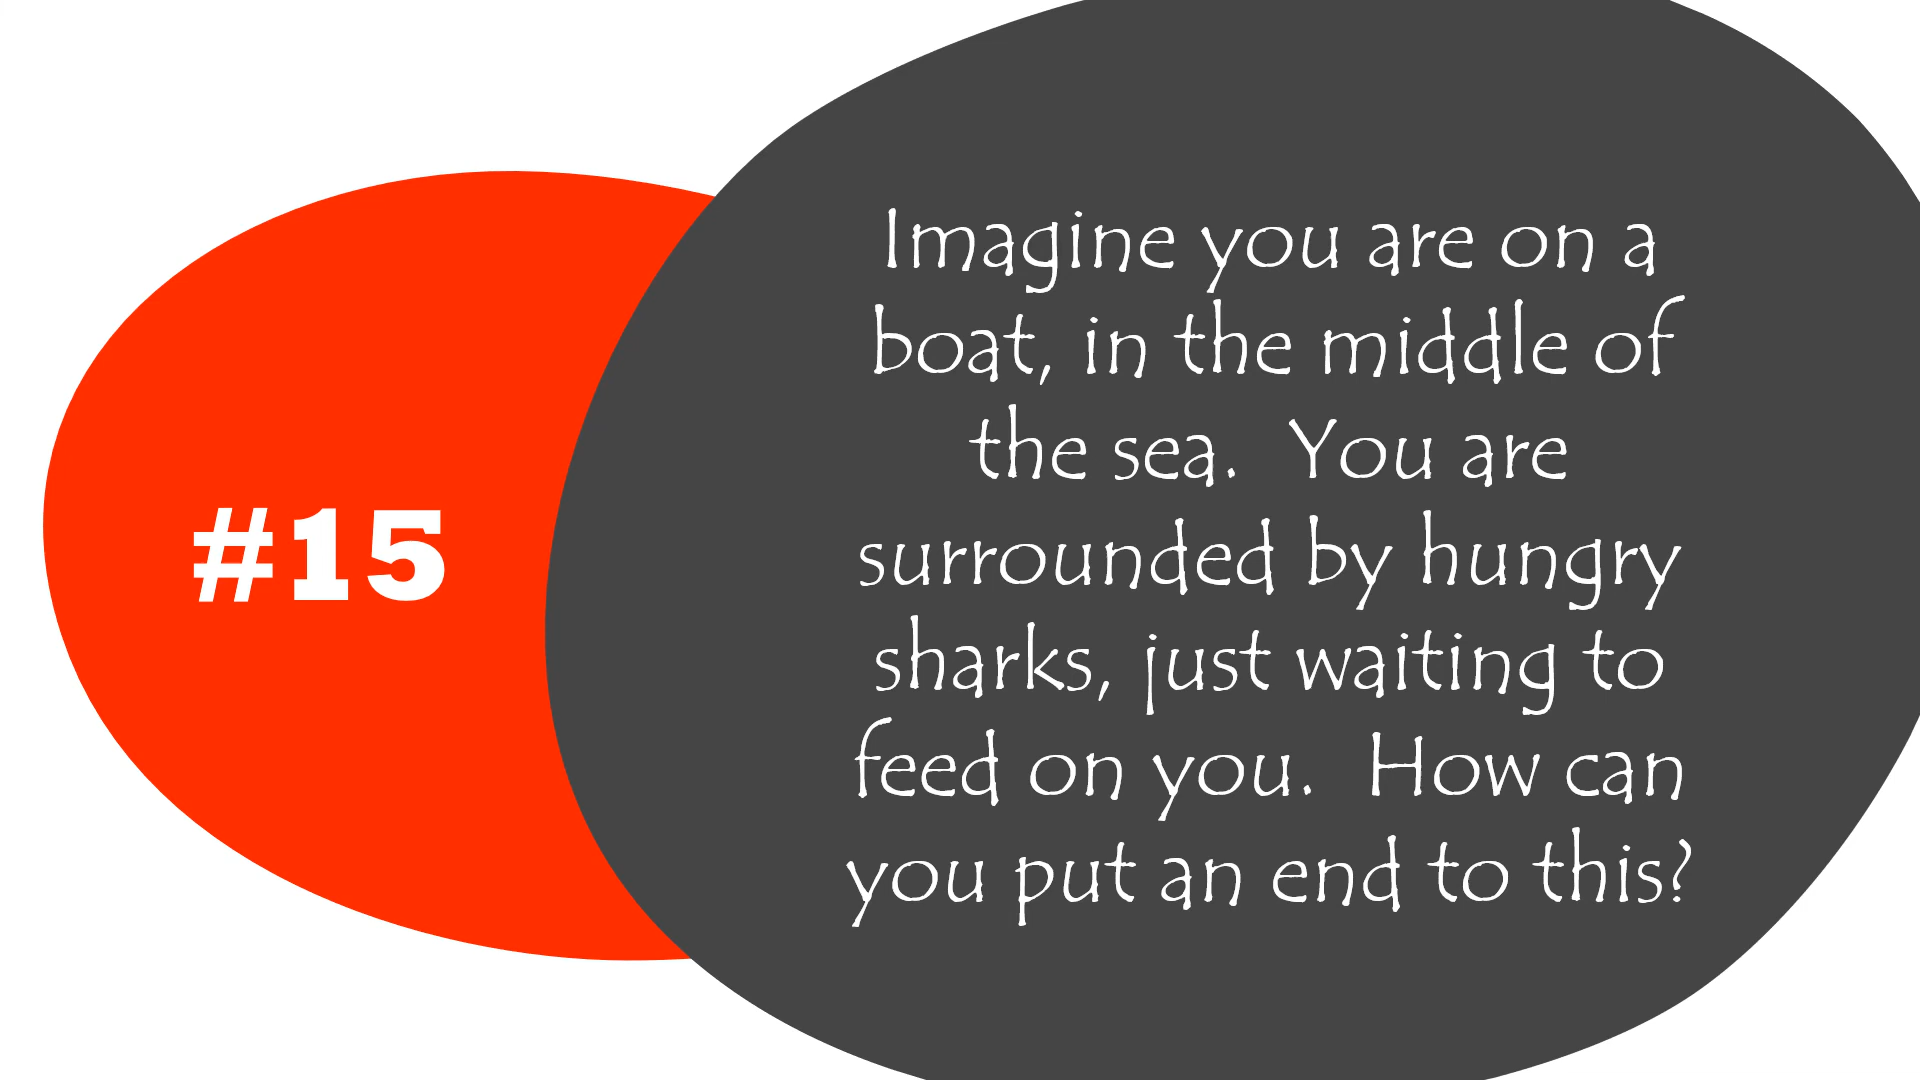 #15
Imagine you are on a
boat, in the middle of
the sea.  You are
surrounded by hungry
sharks, just waiting to
feed on you.  How can
you put an end to this?